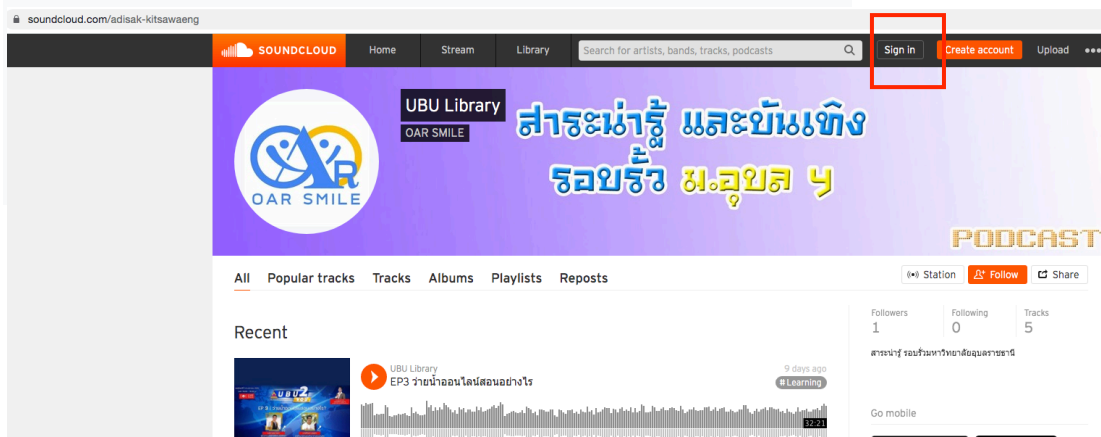 soundcloud.com/adisak-kitsawaeng
SOUNDCLOUD Home Stream Library Search for artists, bands, tracks, podcasts Sign in Create account Upload
UBU Library
OAR SMILE
สาระน่ารู้ และบันเทิง
รอบรั้ว ม.อุบล ฯ
OAR SMILE
PODCAST
All Popular tracks Tracks Albums Playlists Reposts Station Follow Share
Followers Following Tracks
1 0 5
สาระน่ารู้ รอบรั้วมหาวิทยาลัยอุบลราชธานี
Recent
UBU Library 9 days ago
EP3 ว่ายน้ำออนไลน์สอนอย่างไร #Learning
UBU2
32:21
Go mobile